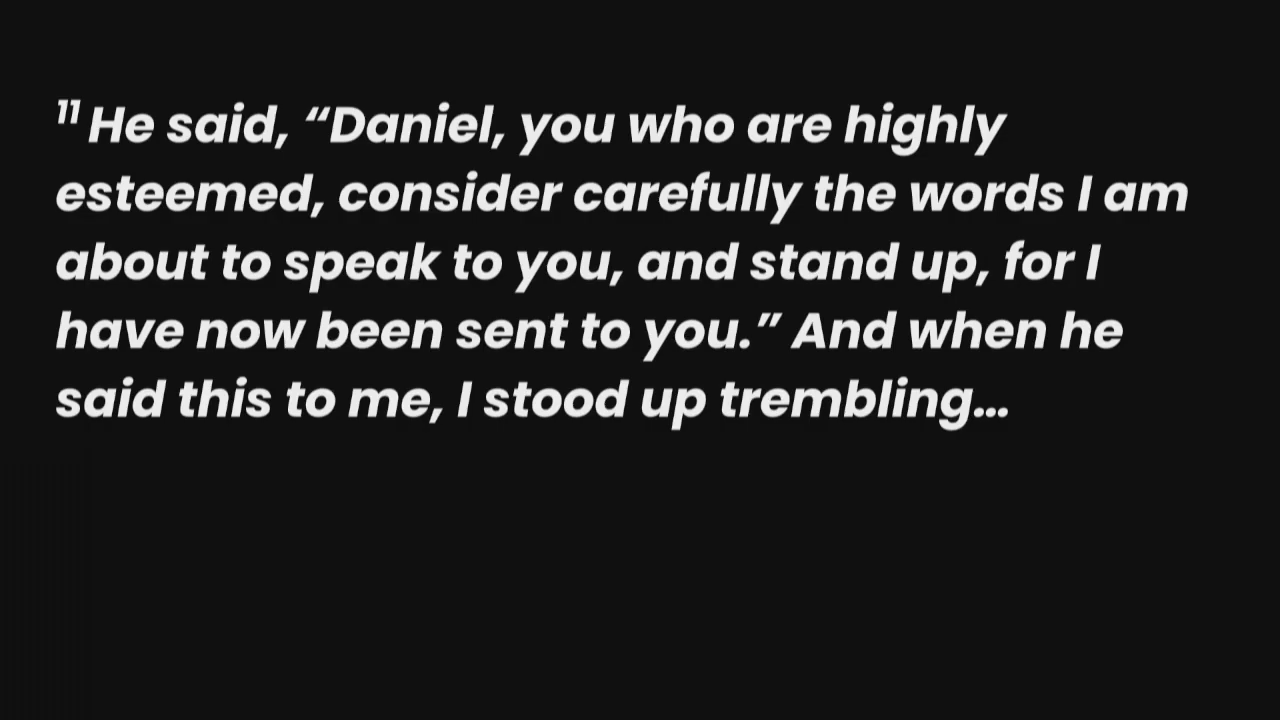 11 He said, “Daniel, you who are highly
esteemed, consider carefully the words I am
about to speak to you, and stand up, for I
have now been sent to you.” And when he
said this to me, I stood up trembling...